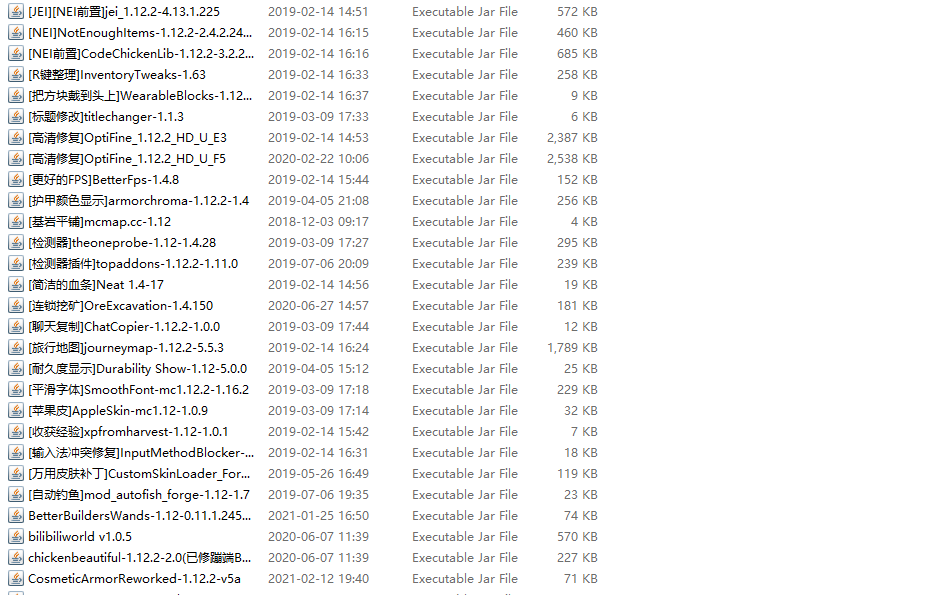 [JEI][NEI前置]jei_1.12.2-4.13.1.225 2019-02-14 14:51 Executable Jar File 572 KB
[NEI]NotEnoughItems-1.12.2-2.4.2.24... 2019-02-14 16:15 Executable Jar File 460 KB
[NEI前置]CodeChickenLib-1.12.2-3.2.2... 2019-02-14 16:16 Executable Jar File 685 KB
[R键整理]InventoryTweaks-1.63 2019-02-14 16:33 Executable Jar File 258 KB
[把方块戴到头上]WearableBlocks-1.12... 2019-02-14 16:37 Executable Jar File 9 KB
[标题修改]titlechanger-1.1.3 2019-03-09 17:33 Executable Jar File 6 KB
[高清修复]OptiFine_1.12.2_HD_U_E3 2019-02-14 14:53 Executable Jar File 2,387 KB
[高清修复]OptiFine_1.12.2_HD_U_F5 2020-02-22 10:06 Executable Jar File 2,538 KB
[更好的FPS]BetterFps-1.4.8 2019-02-14 15:44 Executable Jar File 152 KB
[护甲颜色显示]armorchroma-1.12.2-1.4 2019-04-05 21:08 Executable Jar File 256 KB
[基岩平铺]mcmap.cc-1.12 2018-12-03 09:17 Executable Jar File 4 KB
[检测器]theoneprobe-1.12-1.4.28 2019-03-09 17:27 Executable Jar File 295 KB
[检测器插件]topaddons-1.12.2-1.11.0 2019-07-06 20:09 Executable Jar File 239 KB
[简洁的血条]Neat 1.4-17 2019-02-14 14:56 Executable Jar File 19 KB
[连锁挖矿]OreExcavation-1.4.150 2020-06-27 14:57 Executable Jar File 181 KB
[聊天复制]ChatCopier-1.12.2-1.0.0 2019-03-09 17:44 Executable Jar File 12 KB
[旅行地图]journeymap-1.12.2-5.5.3 2019-02-14 16:24 Executable Jar File 1,789 KB
[耐久度显示]Durability Show-1.12-5.0.0 2019-04-05 15:12 Executable Jar File 25 KB
[平滑字体]SmoothFont-mc1.12.2-1.16.2 2019-03-09 17:18 Executable Jar File 229 KB
[苹果皮]AppleSkin-mc1.12-1.0.9 2019-03-09 17:14 Executable Jar File 32 KB
[收获经验]xpfromharvest-1.12-1.0.1 2019-02-14 15:42 Executable Jar File 7 KB
[输入法冲突修复]InputMethodBlocker-... 2019-02-14 16:31 Executable Jar File 18 KB
[万用皮肤补丁]CustomSkinLoader_For... 2019-05-26 16:49 Executable Jar File 119 KB
[自动钓鱼]mod_autofish_forge-1.12-1.7 2019-07-06 19:35 Executable Jar File 23 KB
BetterBuildersWands-1.12-0.11.1.245... 2021-01-25 16:50 Executable Jar File 74 KB
bilibiliworld v1.0.5 2020-06-07 11:39 Executable Jar File 570 KB
chickenbeautiful-1.12.2-2.0(已修蹦端B... 2020-06-07 11:39 Executable Jar File 227 KB
CosmeticArmorReworked-1.12.2-v5a 2021-02-12 19:40 Executable Jar File 71 KB